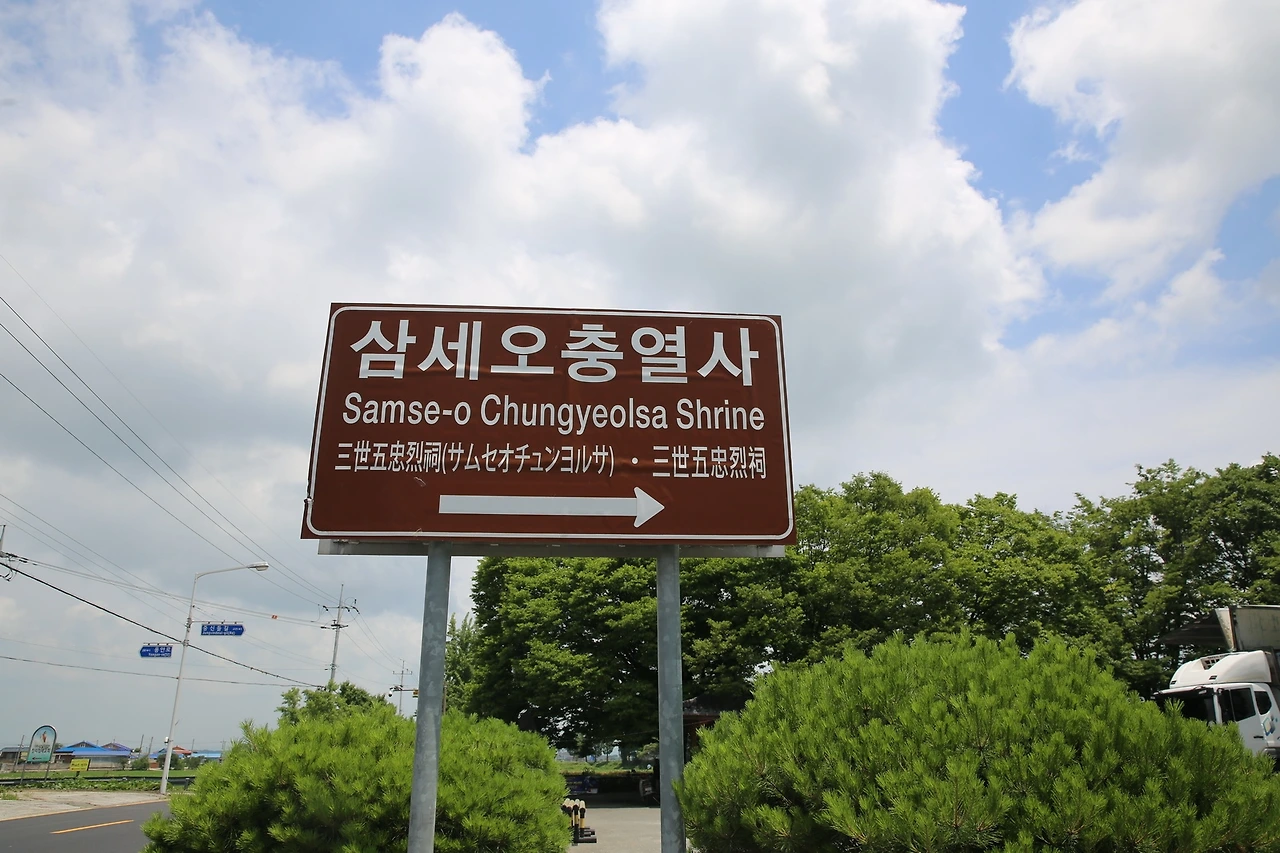 삼세오충열사
Samse-o Chungyeolsa Shrine
三世五忠烈祠(サムセオチュンヨルサ) ・ 三世五忠烈祠